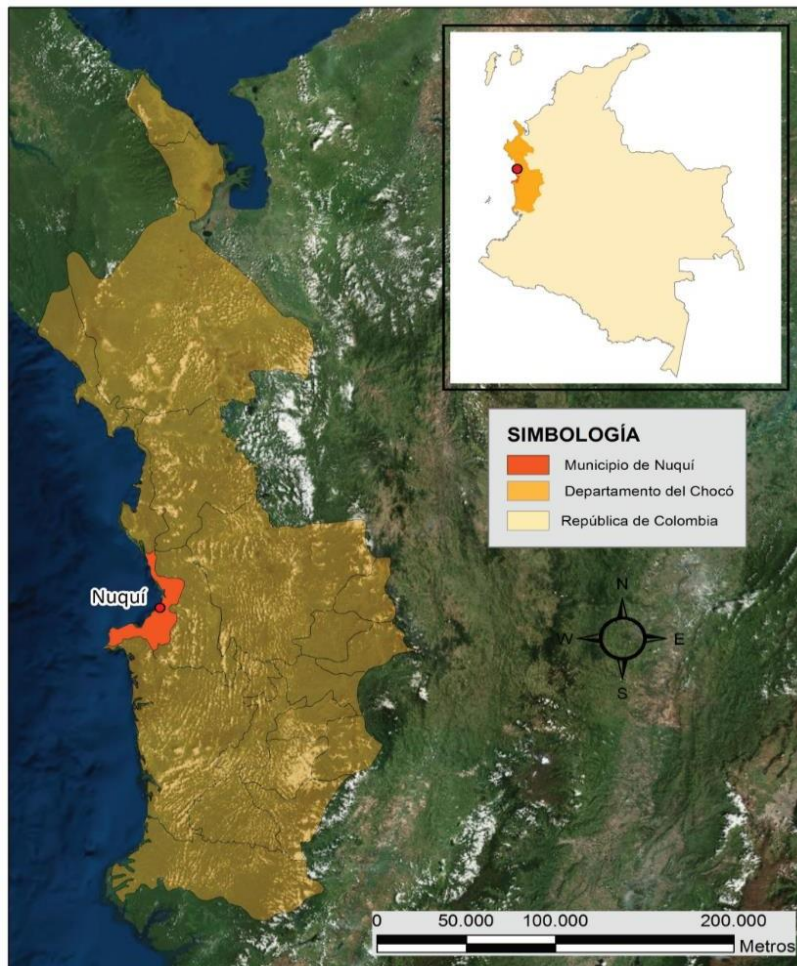 SIMBOLOGÍA
Municipio de Nuquí
Departamento del Chocó
República de Colombia
Nuquí
N
W E
S
0 50.000 100.000 200.000
Metros